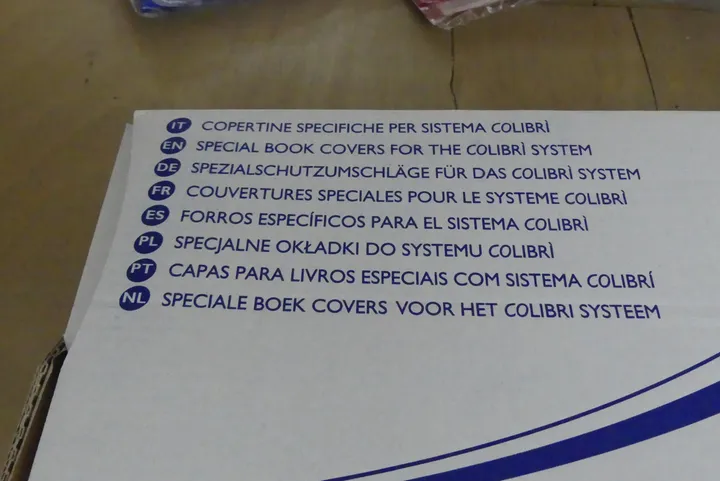 IT COPERTINE SPECIFICHE PER SISTEMA COLIBRÌ
EN SPECIAL BOOK COVERS FOR THE COLIBRÌ SYSTEM
DE SPEZIALSCHUTZUMSCHLÄGE FÜR DAS COLIBRÌ SYSTEM
FR COUVERTURES SPECIALES POUR LE SYSTEME COLIBRÌ
ES FORROS ESPECÍFICOS PARA EL SISTEMA COLIBRÌ
PL SPECJALNE OKŁADKI DO SYSTEMU COLIBRÌ
PT CAPAS PARA LIVROS ESPECIAIS COM SISTEMA COLIBRÍ
NL SPECIALE BOEK COVERS VOOR HET COLIBRI SYSTEEM